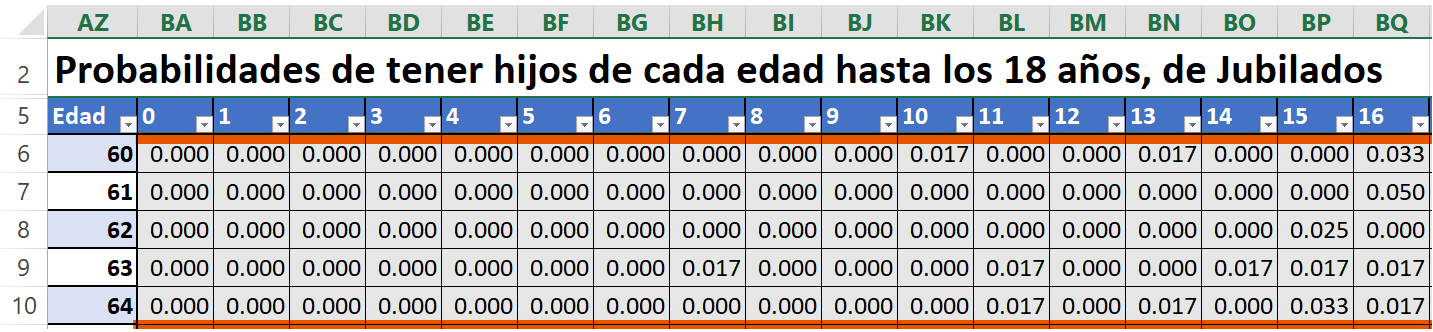 AZ BA BB BC BD BE BF BG BH BI BJ BK BL BM BN BO BP BQ
2 Probabilidades de tener hijos de cada edad hasta los 18 años, de Jubilados
5 Edad 0 1 2 3 4 5 6 7 8 9 10 11 12 13 14 15 16
6 60 0.000 0.000 0.000 0.000 0.000 0.000 0.000 0.000 0.000 0.000 0.017 0.000 0.000 0.017 0.000 0.000 0.033
7 61 0.000 0.000 0.000 0.000 0.000 0.000 0.000 0.000 0.000 0.000 0.000 0.000 0.000 0.000 0.000 0.000 0.050
8 62 0.000 0.000 0.000 0.000 0.000 0.000 0.000 0.000 0.000 0.000 0.000 0.000 0.000 0.000 0.000 0.025 0.000
9 63 0.000 0.000 0.000 0.000 0.000 0.000 0.000 0.017 0.000 0.000 0.000 0.017 0.000 0.000 0.017 0.017 0.017
10 64 0.000 0.000 0.000 0.000 0.000 0.000 0.000 0.000 0.000 0.000 0.000 0.017 0.000 0.017 0.000 0.033 0.017